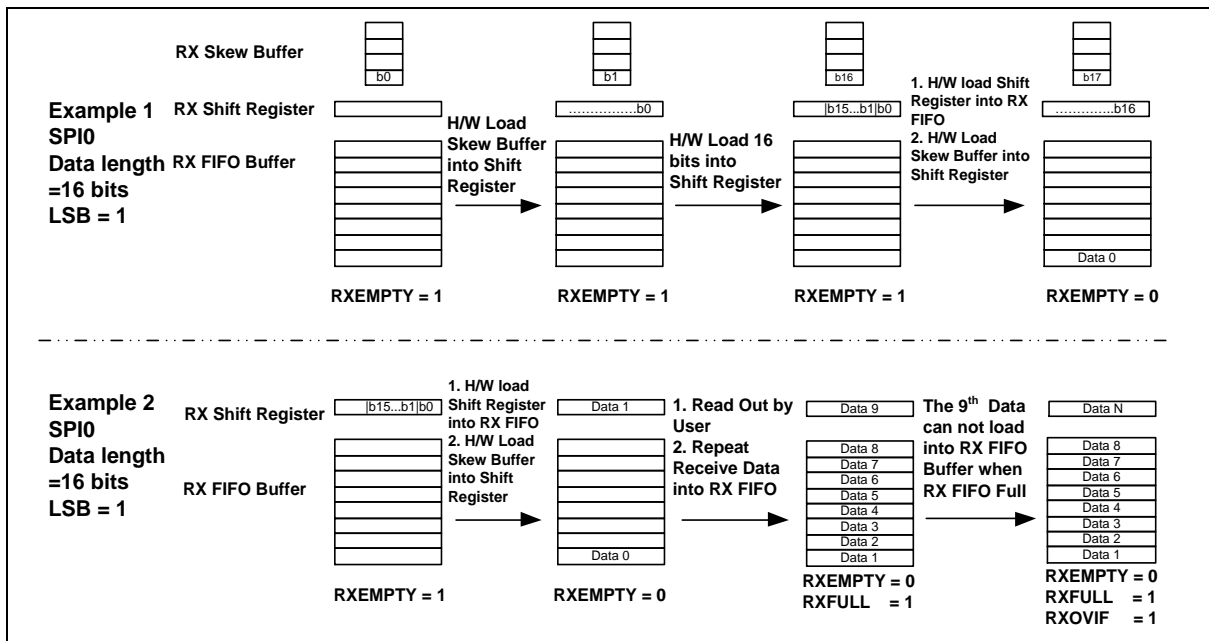 RX Skew Buffer
b0
b1
b16
b17
Example 1
SPI0
Data length
=16 bits
LSB = 1
RX Shift Register
................b0
|b15...b1|b0
...............b16
RX FIFO Buffer
H/W Load
Skew Buffer
into Shift
Register
H/W Load 16
bits into
Shift Register
1. H/W load Shift
Register into RX
FIFO
2. H/W Load
Skew Buffer into
Shift Register
Data 0
RXEMPTY = 1
RXEMPTY = 1
RXEMPTY = 1
RXEMPTY = 0
Example 2
SPI0
Data length
=16 bits
LSB = 1
RX Shift Register
|b15...b1|b0
RX FIFO Buffer
RXEMPTY = 1
1. H/W load
Shift Register
into RX FIFO
2. H/W Load
Skew Buffer
into Shift
Register
Data 1
Data 0
RXEMPTY = 0
1. Read Out by
User
2. Repeat
Receive Data
into RX FIFO
Data 9
Data 8
Data 7
Data 6
Data 5
Data 4
Data 3
Data 2
Data 1
RXEMPTY = 0
RXFULL = 1
The 9th Data
can not load
into RX FIFO
Buffer when
RX FIFO Full
Data N
Data 8
Data 7
Data 6
Data 5
Data 4
Data 3
Data 2
Data 1
RXEMPTY = 0
RXFULL = 1
RXOVIF = 1